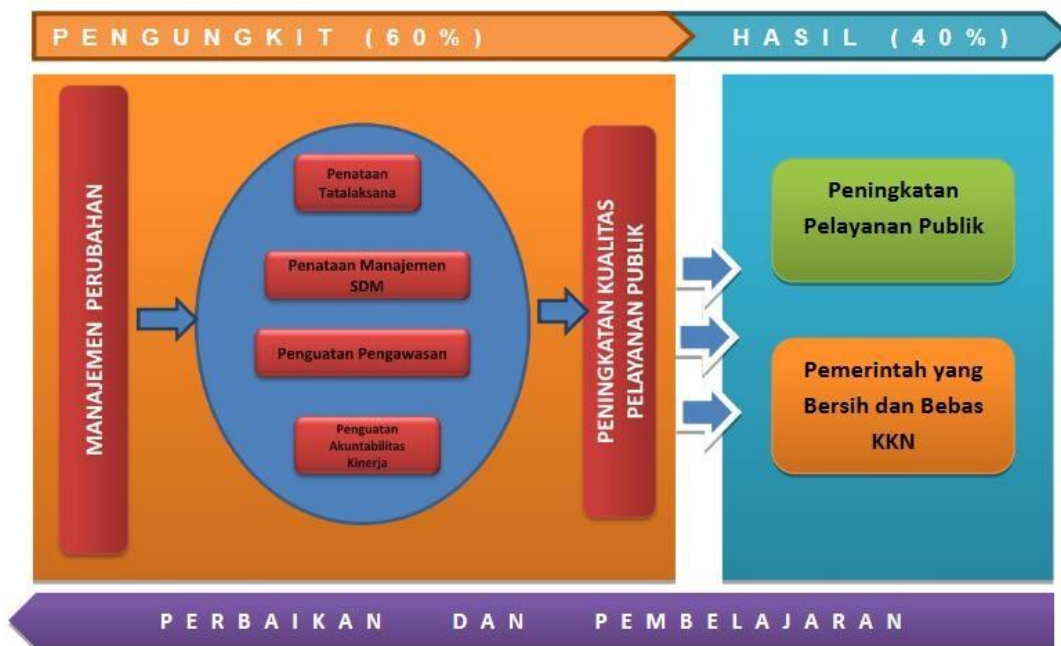 PENGUNGKIT (60%)
HASIL (40%)
MANAJEMEN PERUBAHAN
Penataan
Tatalaksana
Penataan Manajemen
SDM
Penguatan Pengawasan
Penguatan
Akuntabilitas
Kinerja
PENINGKATAN KUALITAS
PELAYANAN PUBLIK
Peningkatan
Pelayanan Publik
Pemerintah yang
Bersih dan Bebas
KKN
PERBAIKAN DAN PEMBELAJARAN